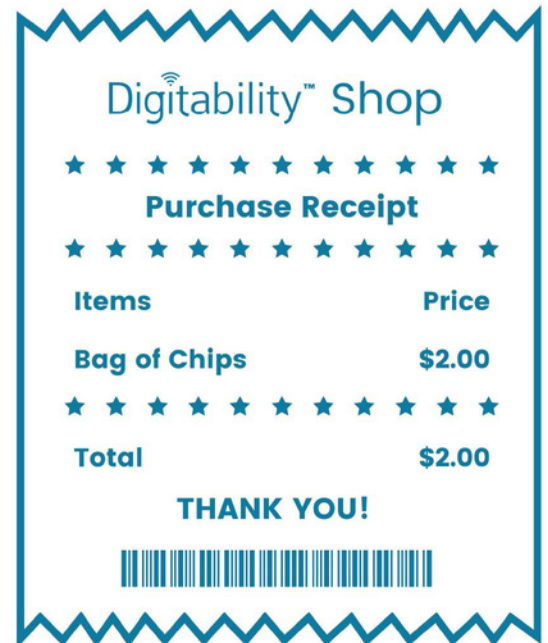 Digitability™ Shop
Purchase Receipt
Items Price
Bag of Chips $2.00
Total $2.00
THANK YOU!